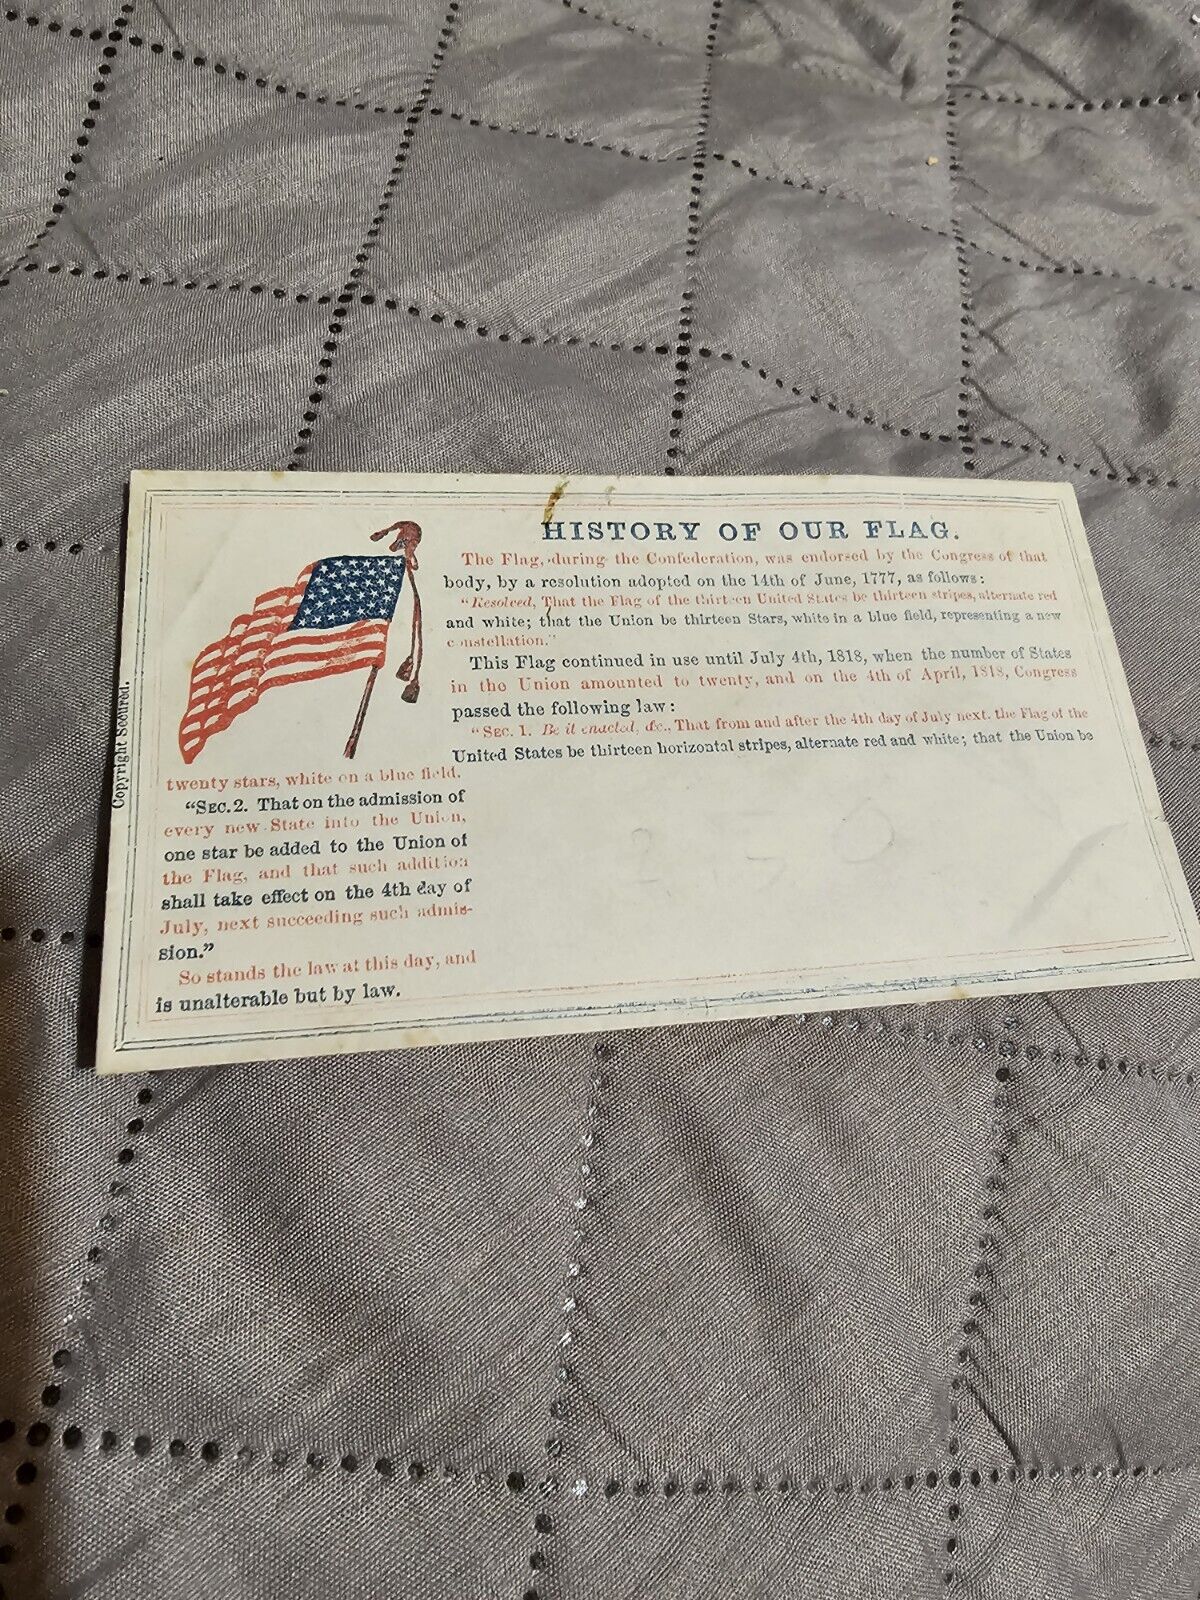 HISTORY OF OUR FLAG.
The Flag, during the Confederation, was endorsed by the Congress of that
body, by a resolution adopted on the 14th of June, 1777, as follows:
"Resolved, That the Flag of the thirteen United States be thirteen stripes, alternate red
and white; that the Union be thirteen Stars, white in a blue field, representing a new
constellation."
This Flag continued in use until July 4th, 1818, when the number of States
in the Union amounted to twenty, and on the 4th of April, 1818, Congress
passed the following law:
"SEC. 1. Be it enacted, &c., That from and after the 4th day of July next, the Flag of the
United States be thirteen horizontal stripes, alternate red and white; that the Union be
twenty stars, white on a blue field.
"SEC. 2. That on the admission of
every new State into the Union,
one star be added to the Union of
the Flag, and that such addition
shall take effect on the 4th day of
July, next succeeding such admis-
sion."
So stands the law at this day, and
is unalterable but by law.
Copyright Secured.